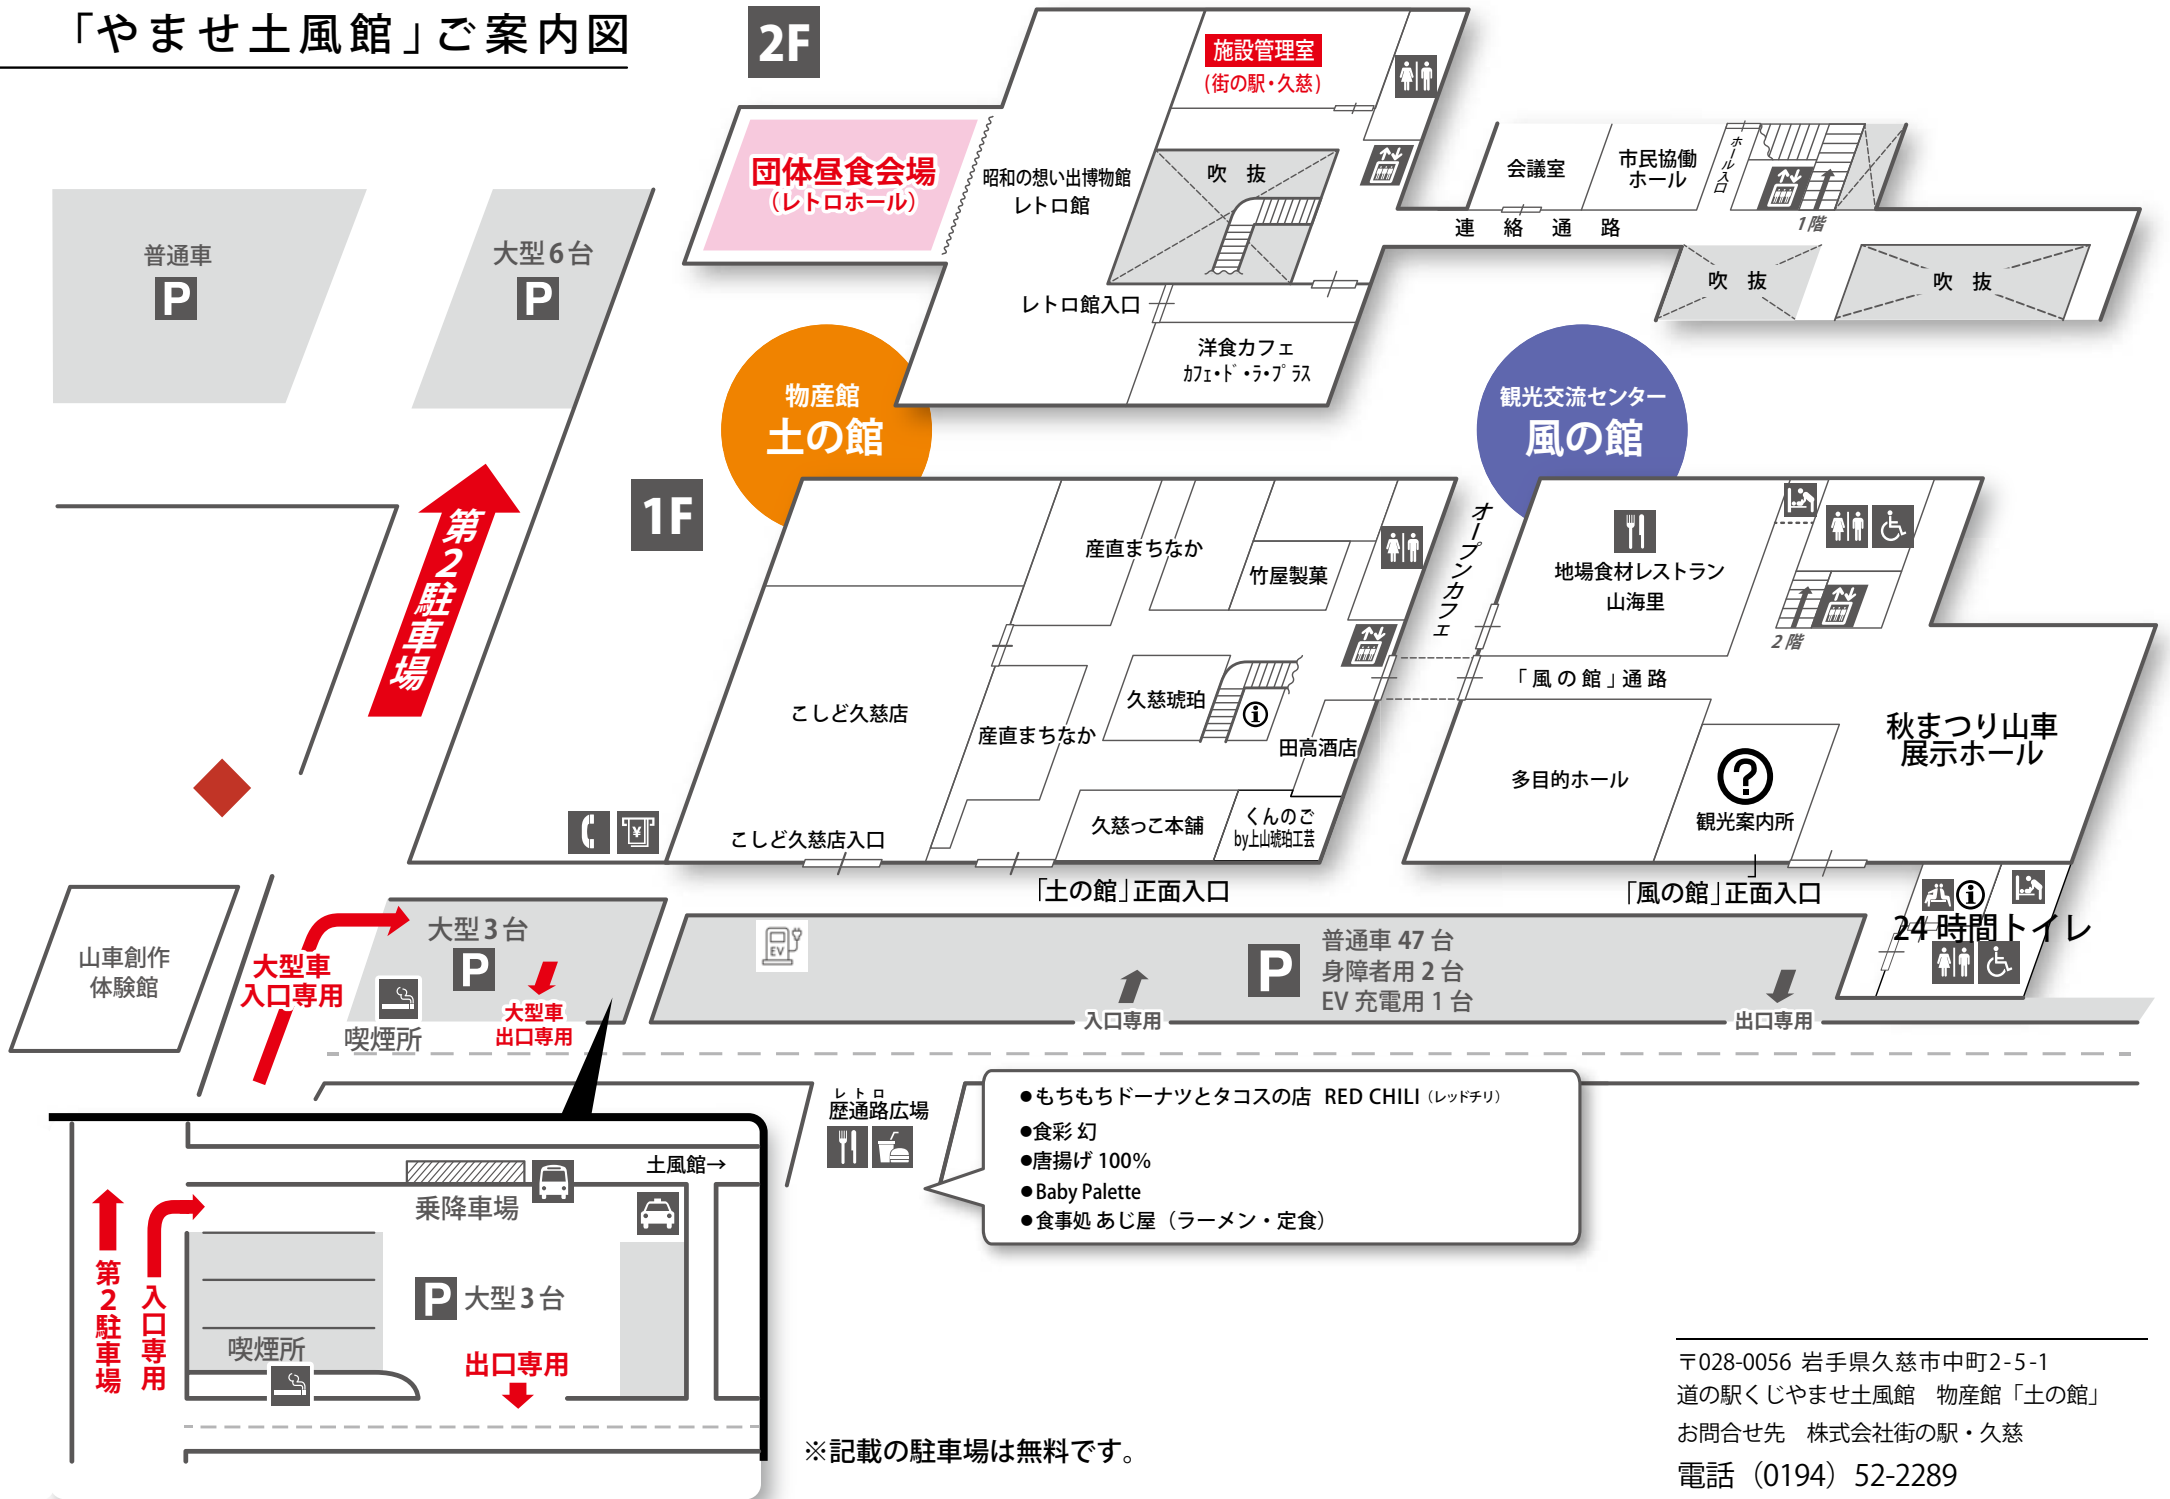 「やませ土風館」ご案内図
2F
施設管理室
(街の駅・久慈)
団体昼食会場
(レトロホール)
昭和の想い出博物館
レトロ館
吹 抜
レトロ館入口
洋食カフェ
カフェ・ド・ラ・プラス
会議室
市民協働
ホール
ホール入口
1階
連絡通路
吹 抜
吹 抜
普通車
P
大型6台
P
物産館
土の館
観光交流センター
風の館
第2駐車場
1F
産直まちなか
竹屋製菓
こしど久慈店
産直まちなか
久慈琥珀
田高酒店
久慈っこ本舗
くんのご
by上山琥珀工芸
こしど久慈店入口
「土の館」正面入口
オープンカフェ
地場食材レストラン
山海里
2階
「風の館」通路
多目的ホール
観光案内所
秋まつり山車
展示ホール
「風の館」正面入口
24時間トイレ
山車創作
体験館
大型車
入口専用
大型3台
P
喫煙所
大型車
出口専用
EV
P
普通車 47 台
身障者用 2 台
EV 充電用 1 台
入口専用
出口専用
レトロ
歴通路広場
●もちもちドーナツとタコスの店 RED CHILI(レッドチリ)
●食彩 幻
●唐揚げ 100%
●Baby Palette
●食事処 あじ屋(ラーメン・定食)
土風館→
乗降車場
第2駐車場
入口専用
P 大型3台
喫煙所
出口専用
※記載の駐車場は無料です。
〒028-0056 岩手県久慈市中町2-5-1
道の駅くじやませ土風館 物産館「土の館」
お問合せ先 株式会社街の駅・久慈
電話(0194)52-2289